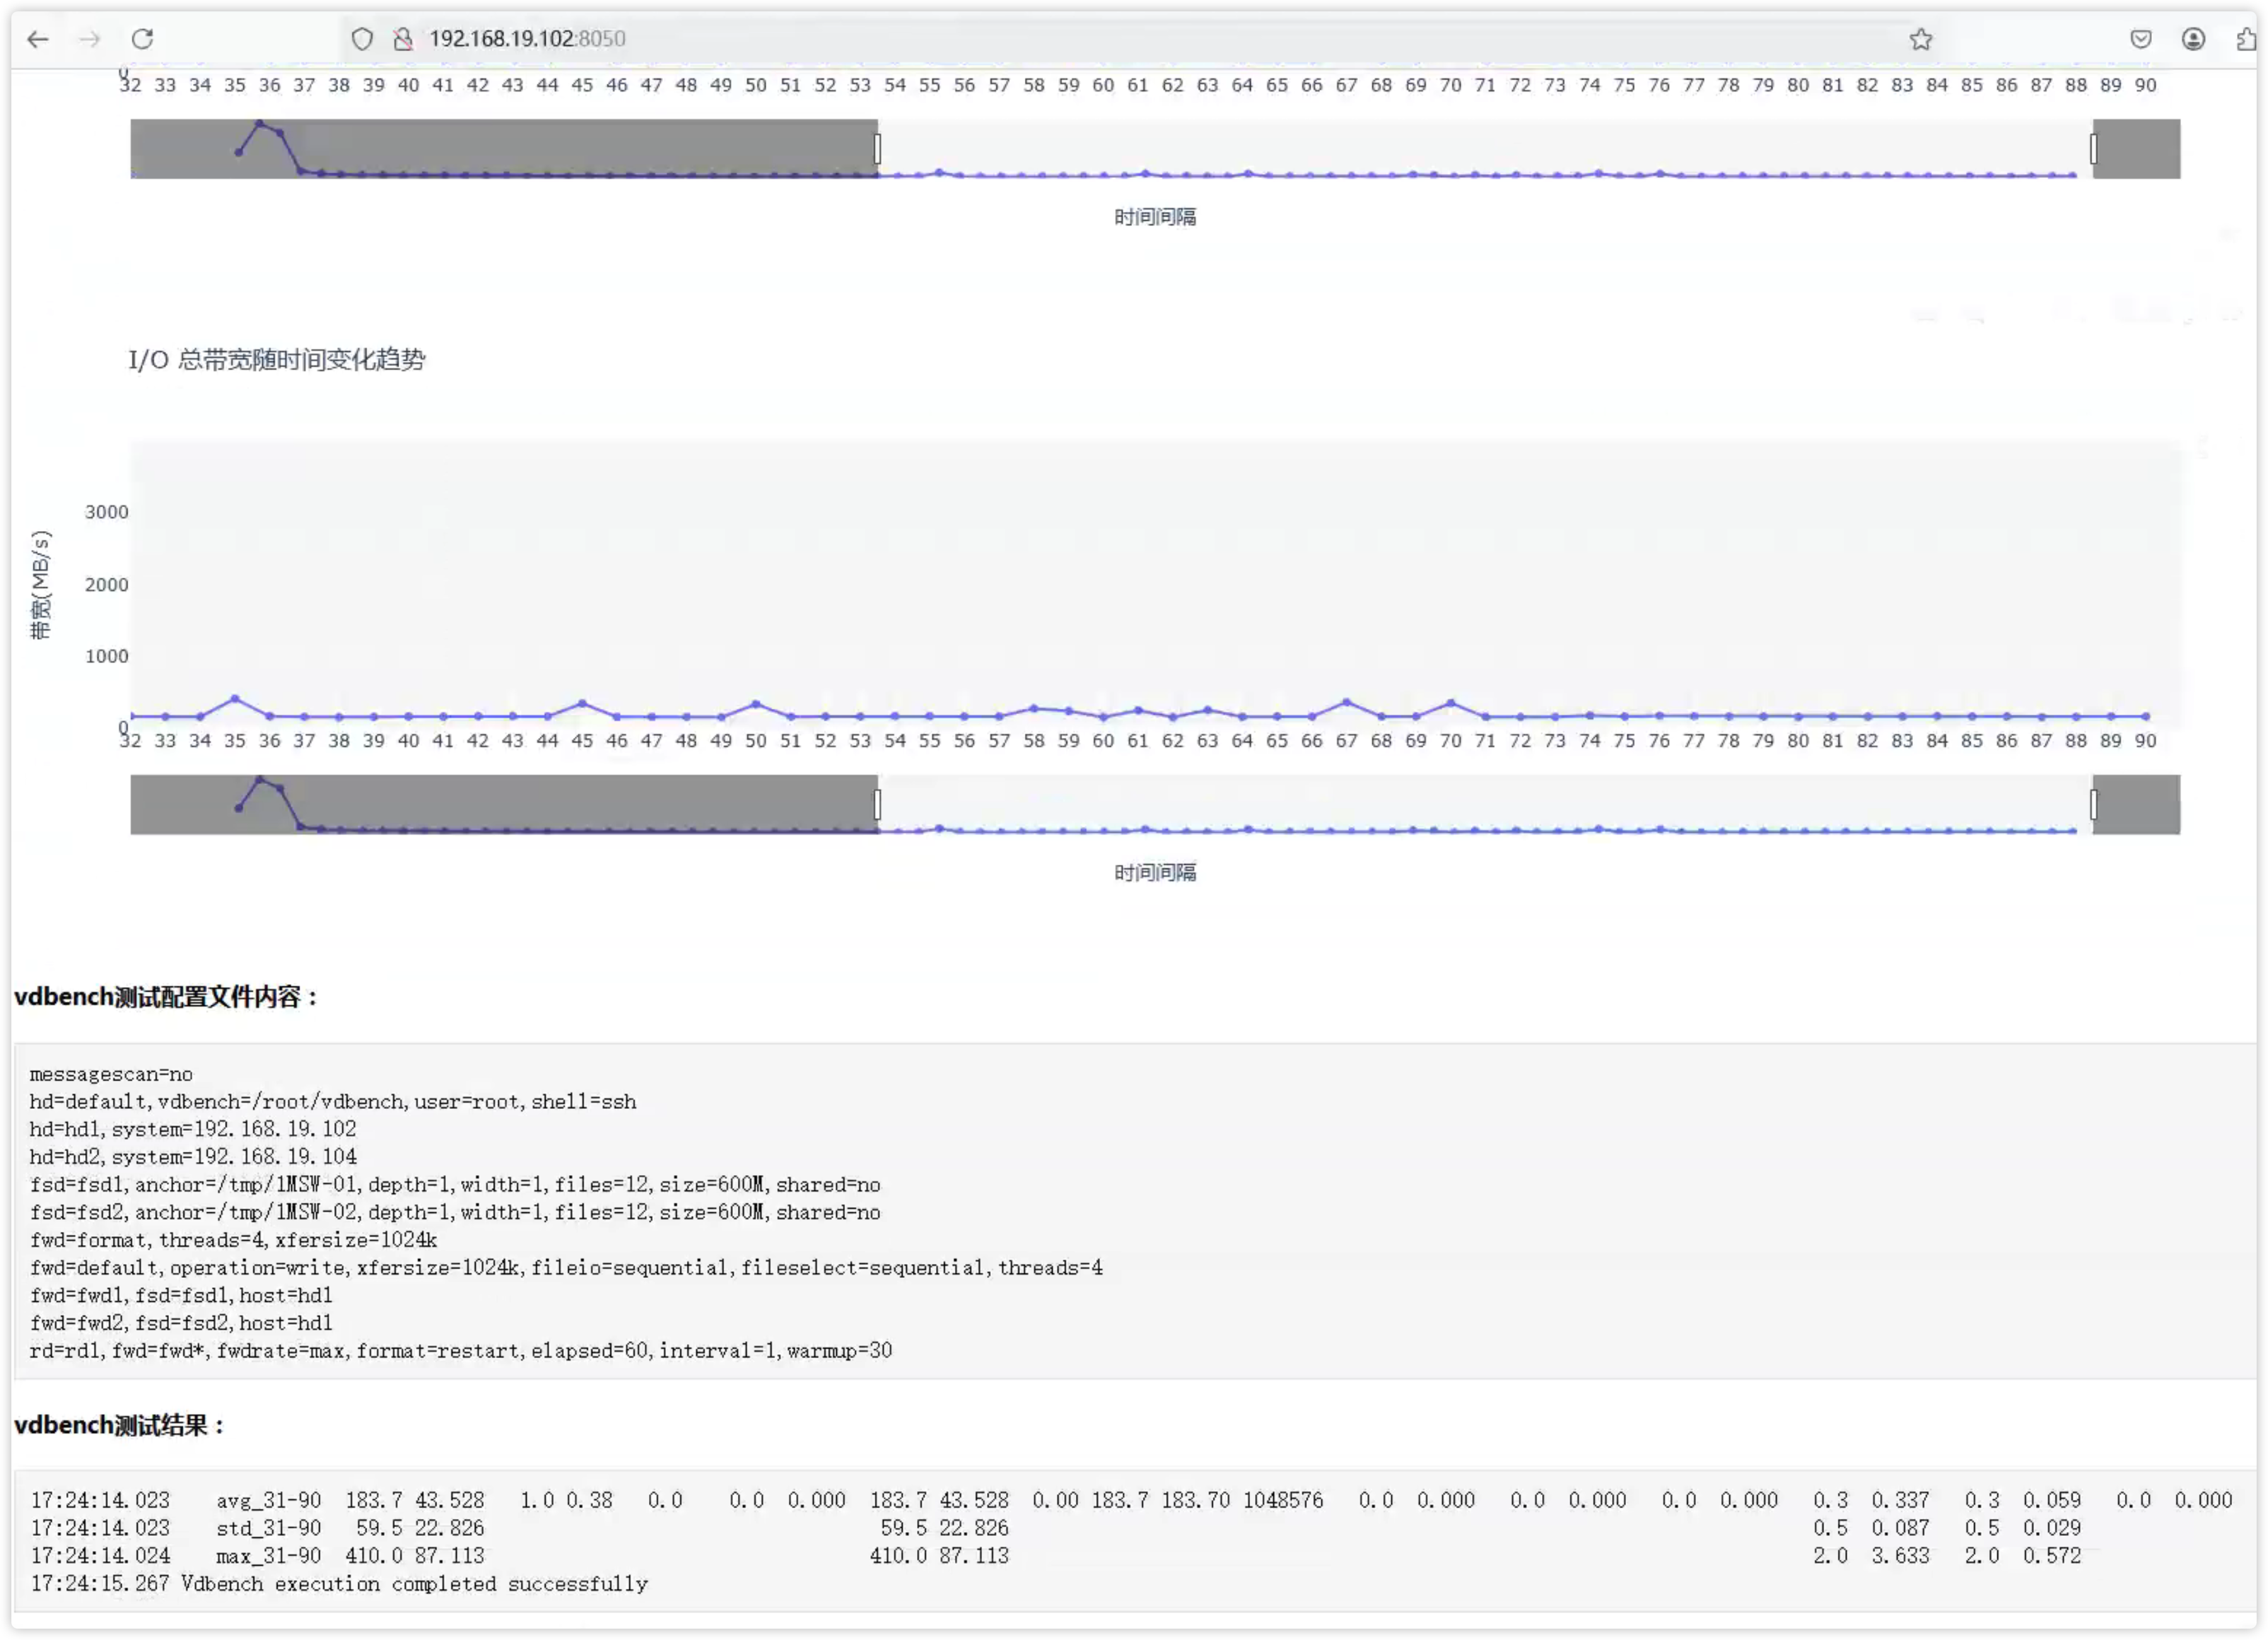 192.168.19.102:8050
0
32 33 34 35 36 37 38 39 40 41 42 43 44 45 46 47 48 49 50 51 52 53 54 55 56 57 58 59 60 61 62 63 64 65 66 67 68 69 70 71 72 73 74 75 76 77 78 79 80 81 82 83 84 85 86 87 88 89 90
时间间隔
I/O 总带宽随时间变化趋势
带宽(MB/s)
3000
2000
1000
0
32 33 34 35 36 37 38 39 40 41 42 43 44 45 46 47 48 49 50 51 52 53 54 55 56 57 58 59 60 61 62 63 64 65 66 67 68 69 70 71 72 73 74 75 76 77 78 79 80 81 82 83 84 85 86 87 88 89 90
时间间隔
vdbench测试配置文件内容：
messagescan=no
hd=default,vdbench=/root/vdbench,user=root,shell=ssh
hd=hd1,system=192.168.19.102
hd=hd2,system=192.168.19.104
fsd=fsd1,anchor=/tmp/1MSW-01,depth=1,width=1,files=12,size=600M,shared=no
fsd=fsd2,anchor=/tmp/1MSW-02,depth=1,width=1,files=12,size=600M,shared=no
fwd=format,threads=4,xfersize=1024k
fwd=default,operation=write,xfersize=1024k,fileio=sequential,fileselect=sequential,threads=4
fwd=fwd1,fsd=fsd1,host=hd1
fwd=fwd2,fsd=fsd2,host=hd1
rd=rd1,fwd=fwd*,fwdrate=max,format=restart,elapsed=60,interval=1,warmup=30
vdbench测试结果：
17:24:14.023 avg_31-90 183.7 43.528 1.0 0.38 0.0 0.0 0.000 183.7 43.528 0.00 183.7 183.70 1048576 0.0 0.000 0.0 0.000 0.0 0.000 0.3 0.337 0.3 0.059 0.0 0.000
17:24:14.023 std_31-90 59.5 22.826 59.5 22.826 0.5 0.087 0.5 0.029
17:24:14.024 max_31-90 410.0 87.113 410.0 87.113 2.0 3.633 2.0 0.572
17:24:15.267 Vdbench execution completed successfully